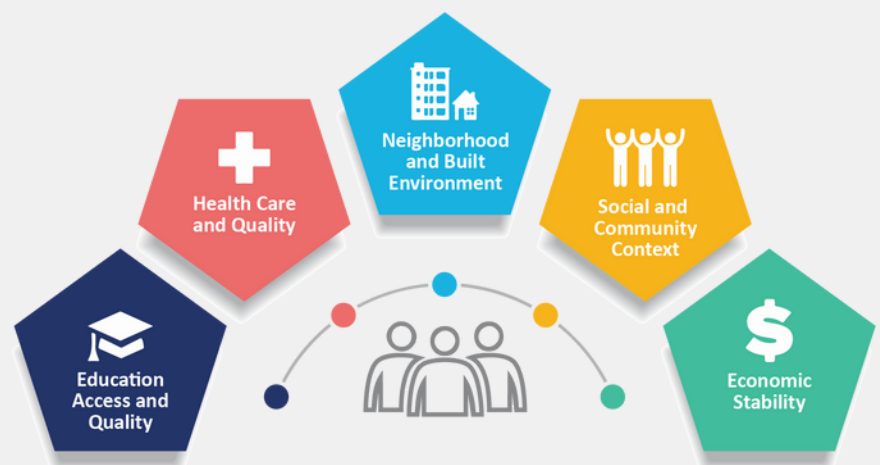 Education
Access and
Quality
Health Care
and Quality
Neighborhood
and Built
Environment
Social and
Community
Context
$
Economic
Stability